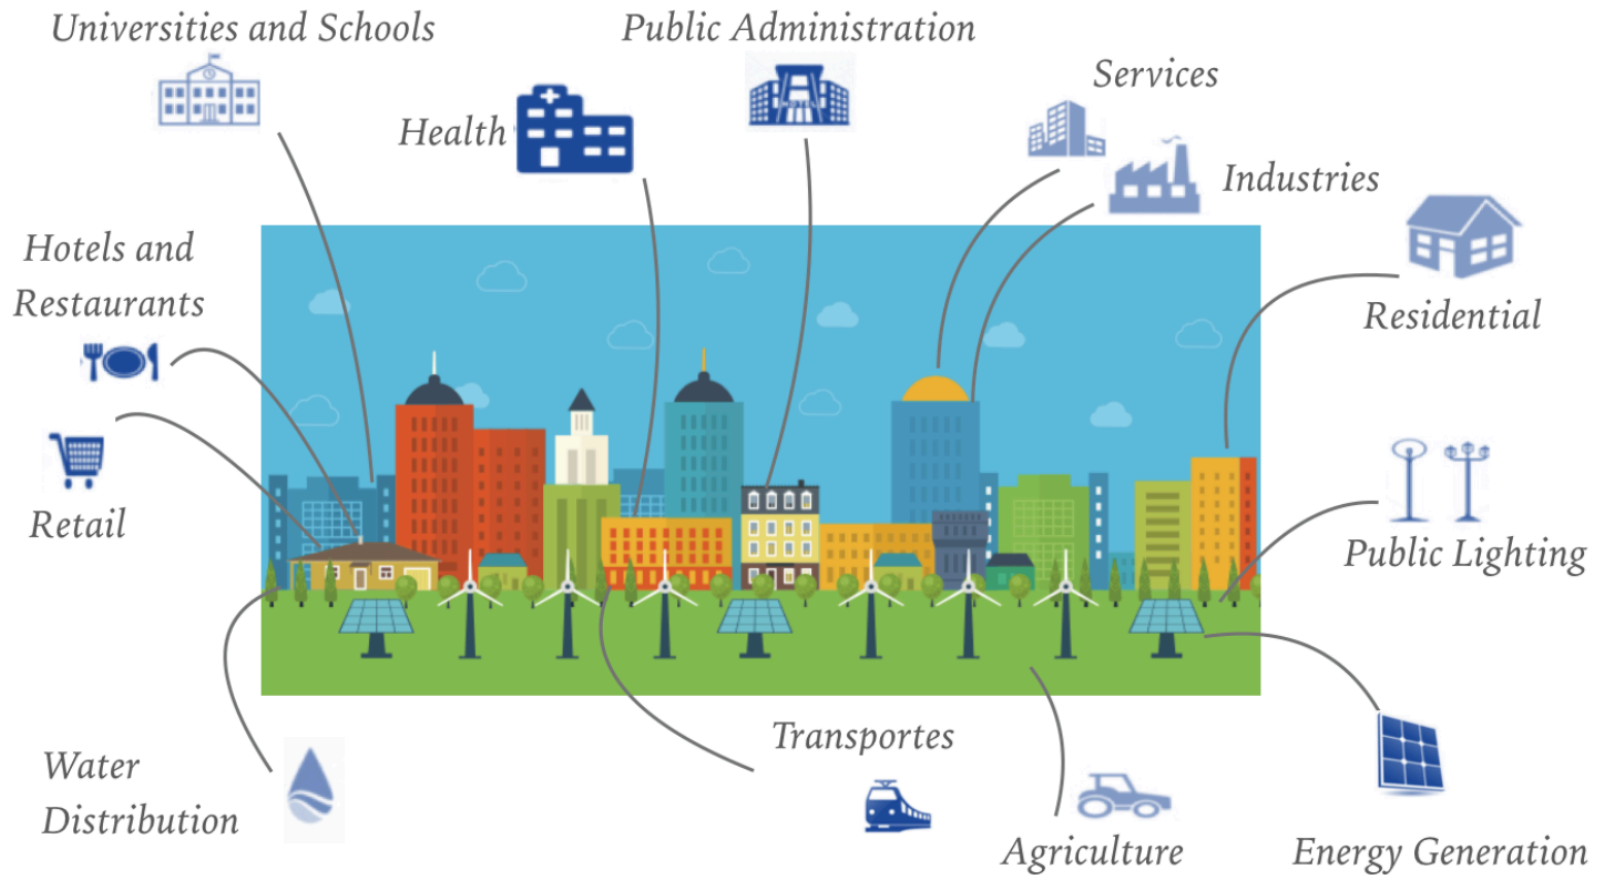 Universities and Schools
Public Administration
Services
Health
HOTEL
Industries
Hotels and
Restaurants
Residential
Retail
Public Lighting
Transportes
Water
Distribution
Agriculture
Energy Generation